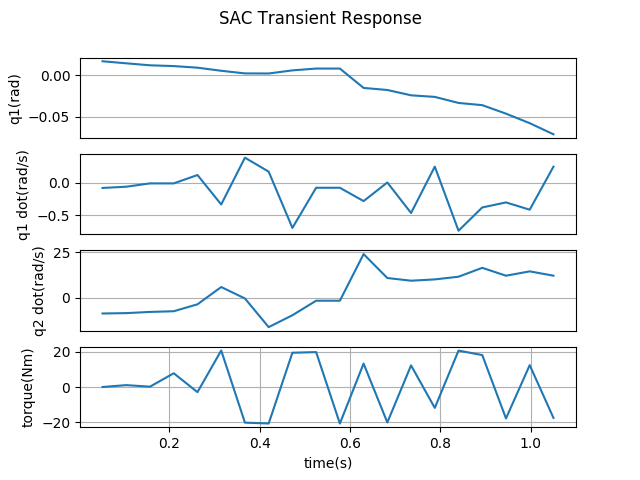 SAC Transient Response
q1(rad)
0.00
−0.05
q1 dot(rad/s)
0.0
−0.5
q2 dot(rad/s)
25
0
torque(Nm)
20
0
−20
0.2 0.4 0.6 0.8 1.0
time(s)